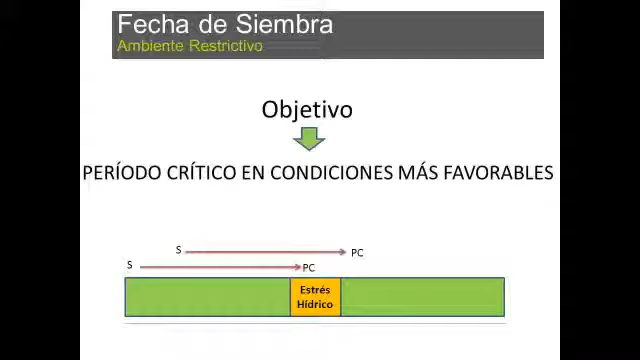 Fecha de Siembra
Ambiente Restrictivo
Objetivo
PERÍODO CRÍTICO EN CONDICIONES MÁS FAVORABLES
S PC
S PC
Estrés
Hídrico